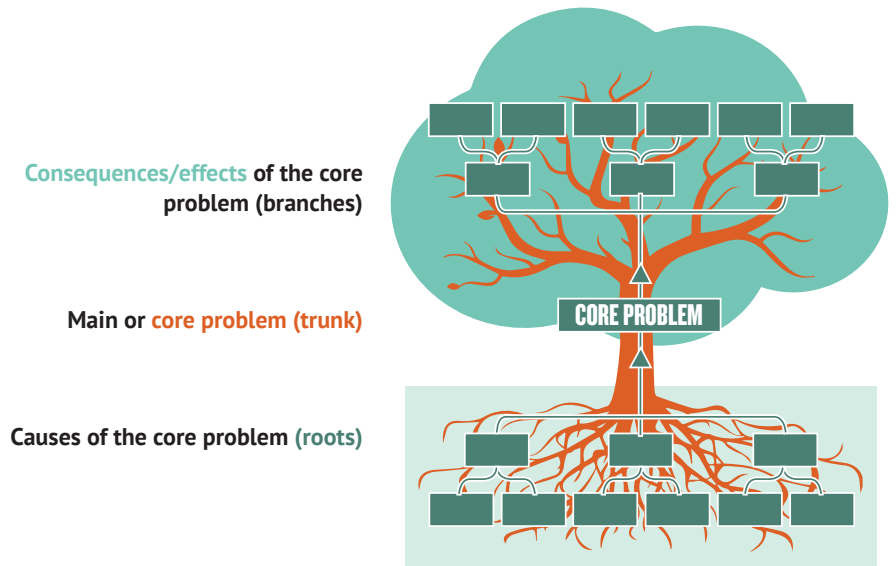 Consequences/effects of the core
problem (branches)
Main or core problem (trunk)
CORE PROBLEM
Causes of the core problem (roots)